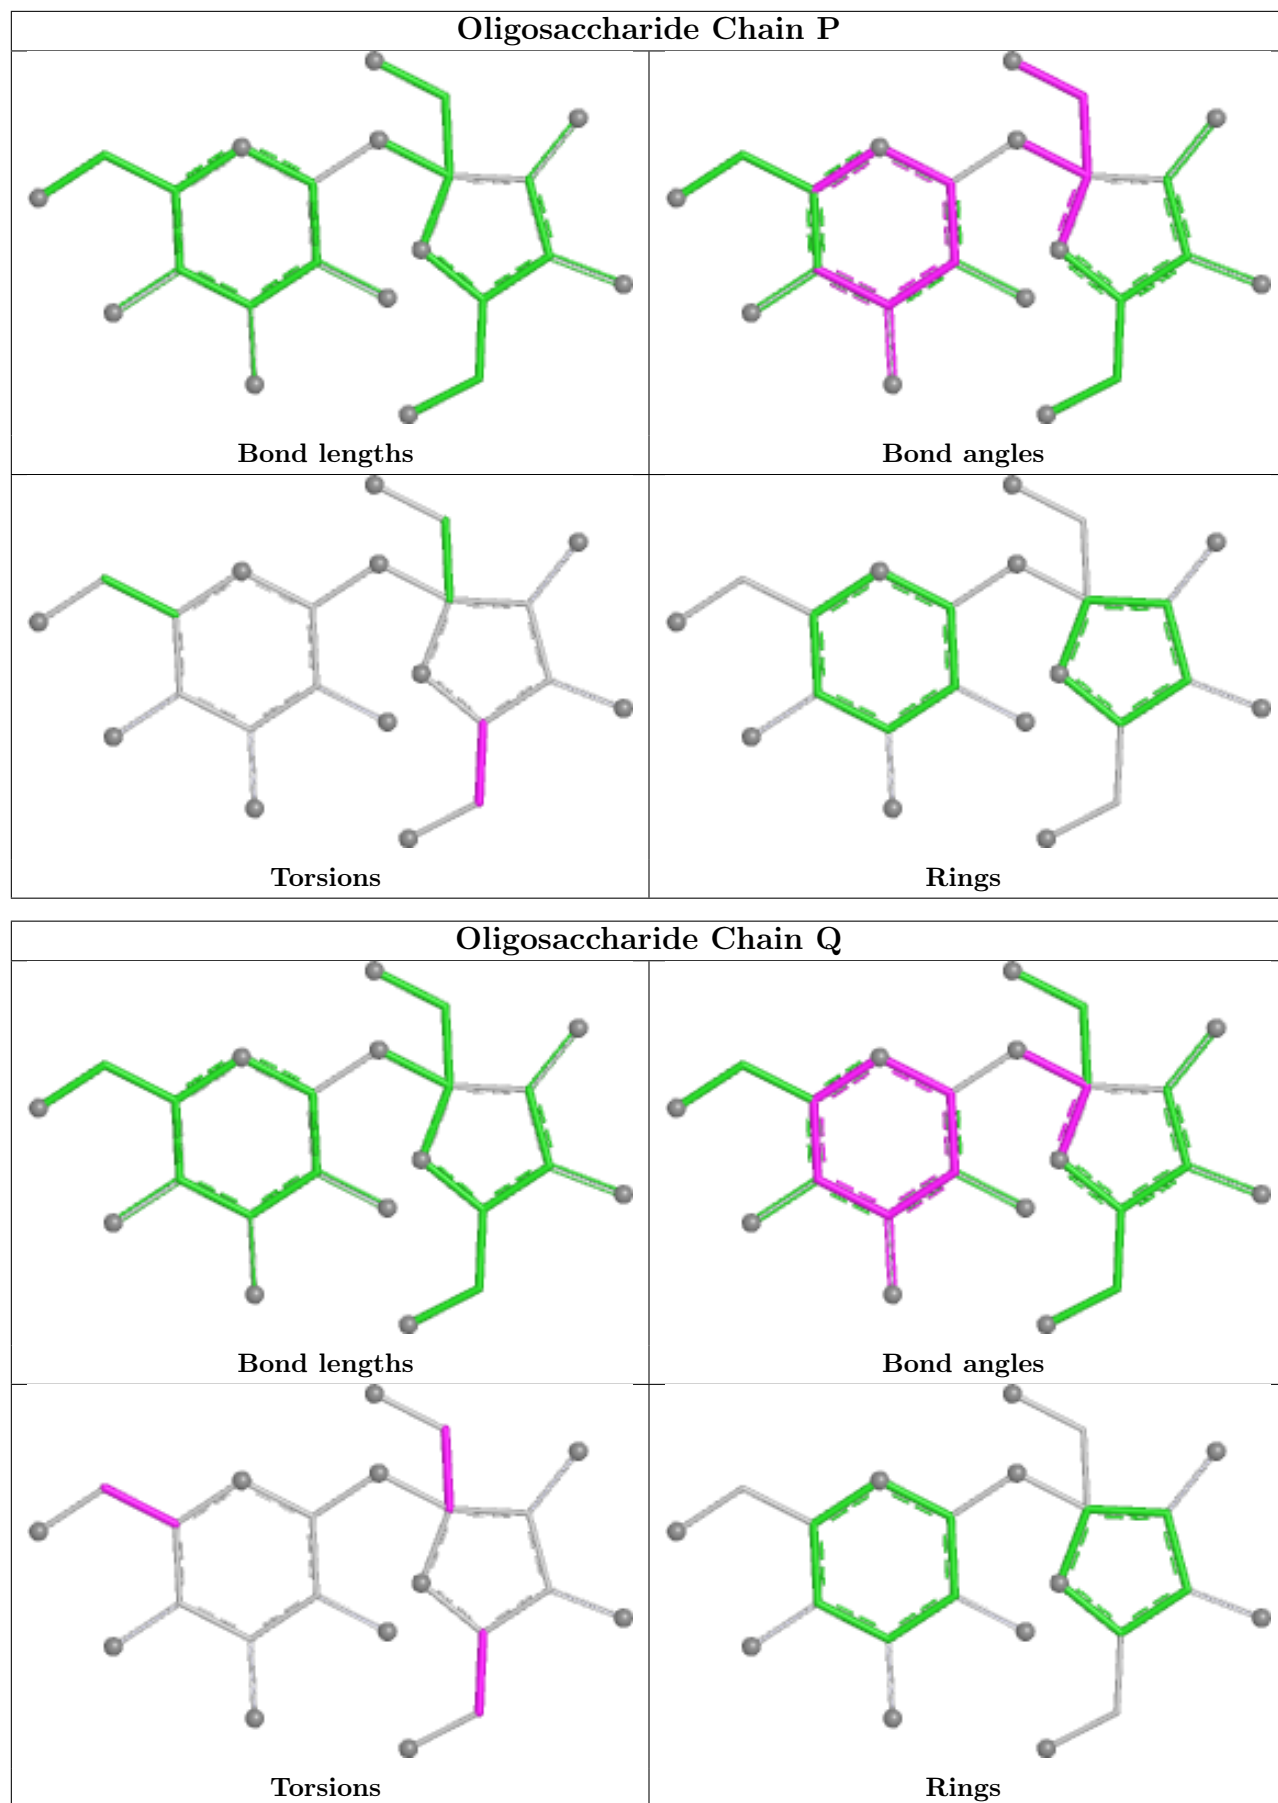 Oligosaccharide Chain P
Bond lengths
Bond angles
Torsions
Rings
Oligosaccharide Chain Q
Bond lengths
Bond angles
Torsions
Rings